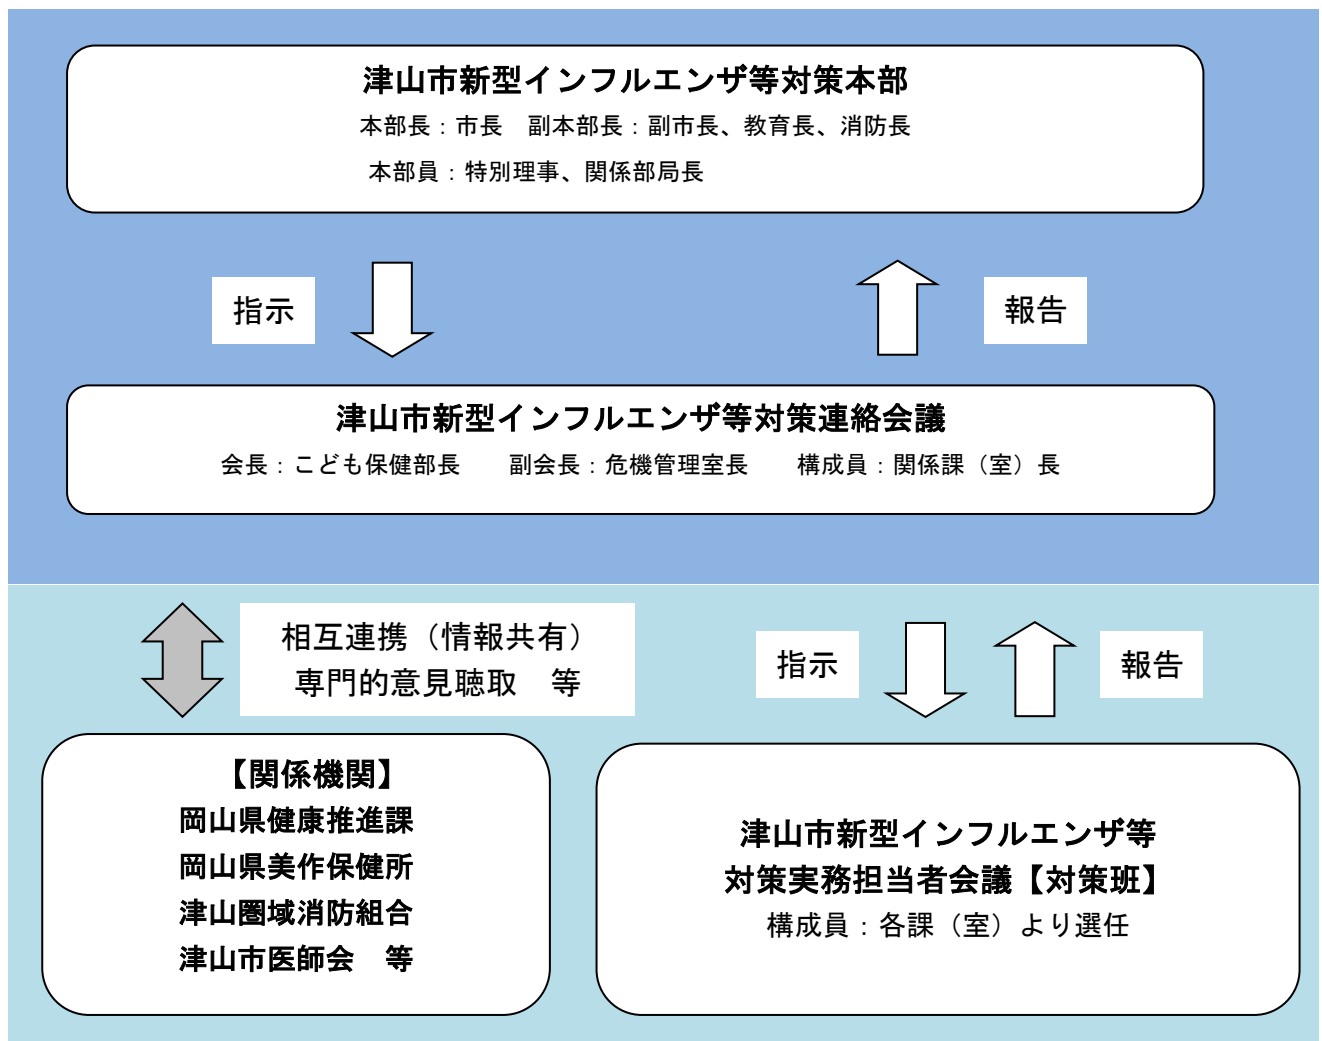 津山市新型インフルエンザ等対策本部
本部長：市長　副本部長：副市長、教育長、消防長
本部員：特別理事、関係部局長
指示
報告
津山市新型インフルエンザ等対策連絡会議
会長：こども保健部長　　副会長：危機管理室長　　構成員：関係課（室）長
相互連携（情報共有）
専門的意見聴取　等
指示
報告
【関係機関】
岡山県健康推進課
岡山県美作保健所
津山圏域消防組合
津山市医師会　等
津山市新型インフルエンザ等
対策実務担当者会議【対策班】
構成員：各課（室）より選任